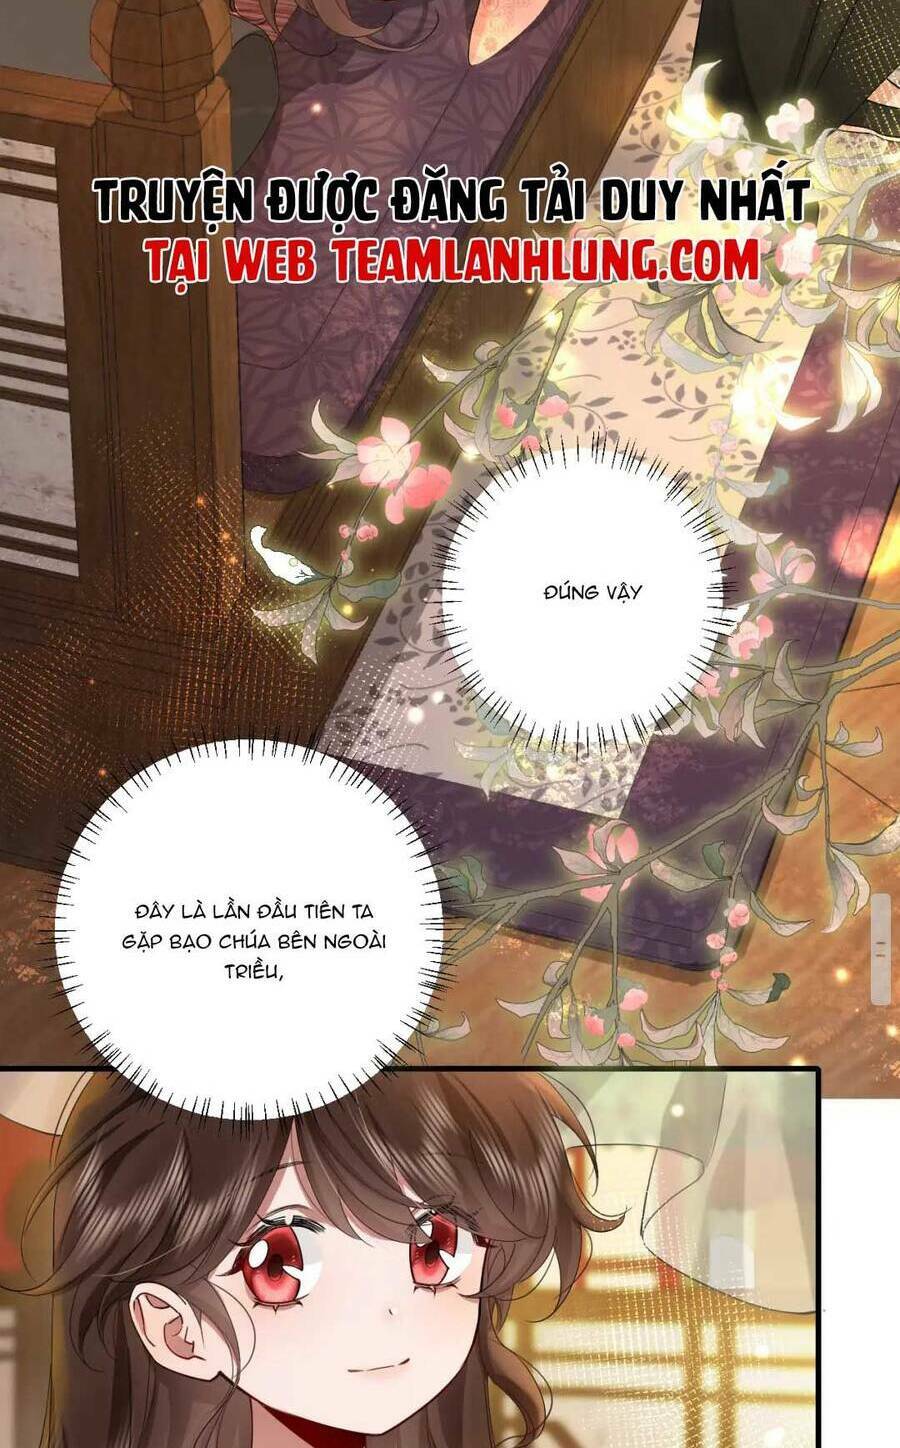 TRUYỆN ĐƯỢC ĐĂNG TẢI DUY NHẤT
TẠI WEB TEAMLANHLUNG.COM
ĐÚNG VẬY
ĐÂY LÀ LẦN ĐẦU TIÊN TA
GẶP BẠO CHÚA BÊN NGOÀI
TRIỀU,